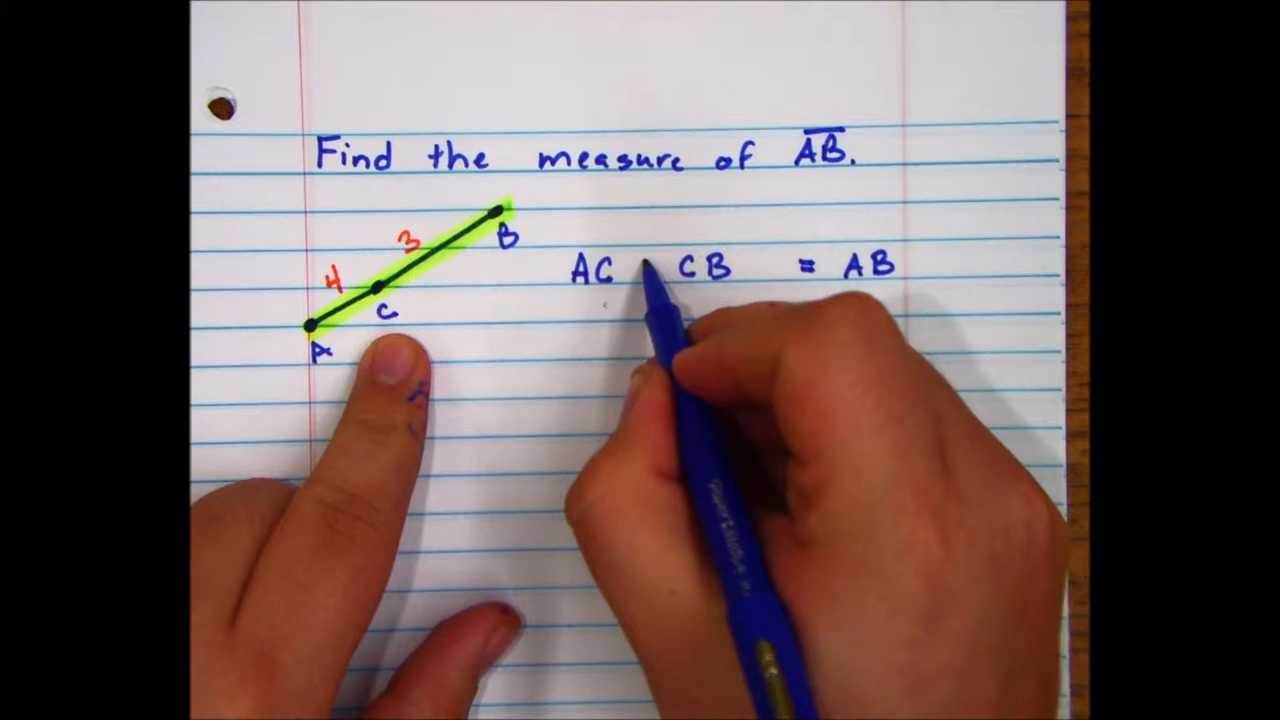 Find the measure of AB.
3
B
4
C
A
AC CB = AB